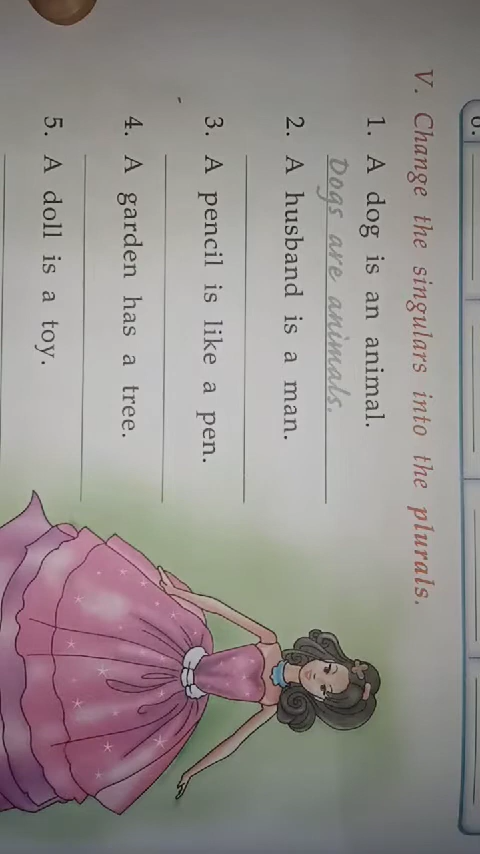 6.
V. Change the singulars into the plurals.
1. A dog is an animal.
Dogs are animals.
2. A husband is a man.
3. A pencil is like a pen.
4. A garden has a tree.
5. A doll is a toy.